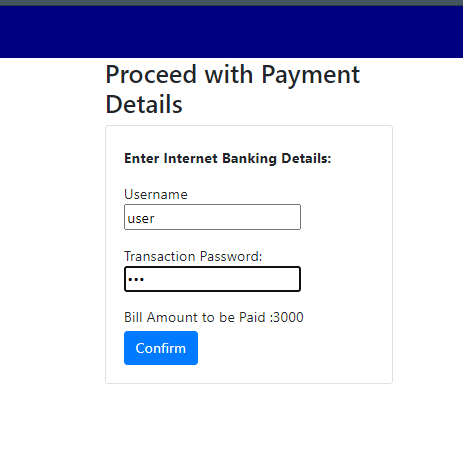 Proceed with Payment
Details
Enter Internet Banking Details:
Username
user
Transaction Password:
•••
Bill Amount to be Paid :3000
Confirm